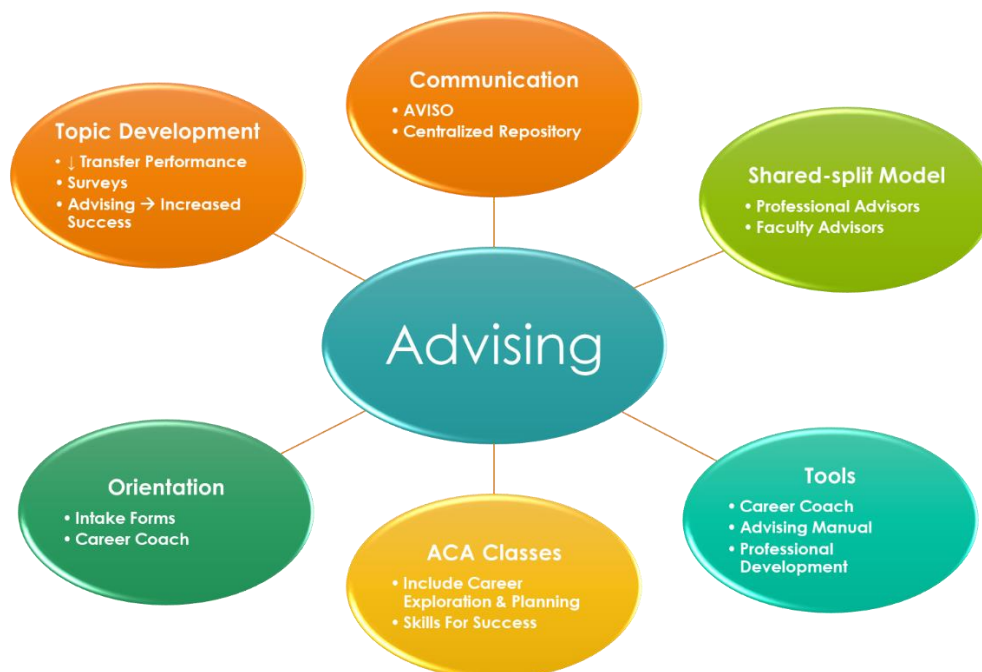 Communication
• AVISO
• Centralized Repository
Topic Development
• ↓ Transfer Performance
• Surveys
• Advising → Increased
Success
Shared-split Model
• Professional Advisors
• Faculty Advisors
Advising
Orientation
• Intake Forms
• Career Coach
ACA Classes
• Include Career
Exploration & Planning
• Skills For Success
Tools
• Career Coach
• Advising Manual
• Professional
Development